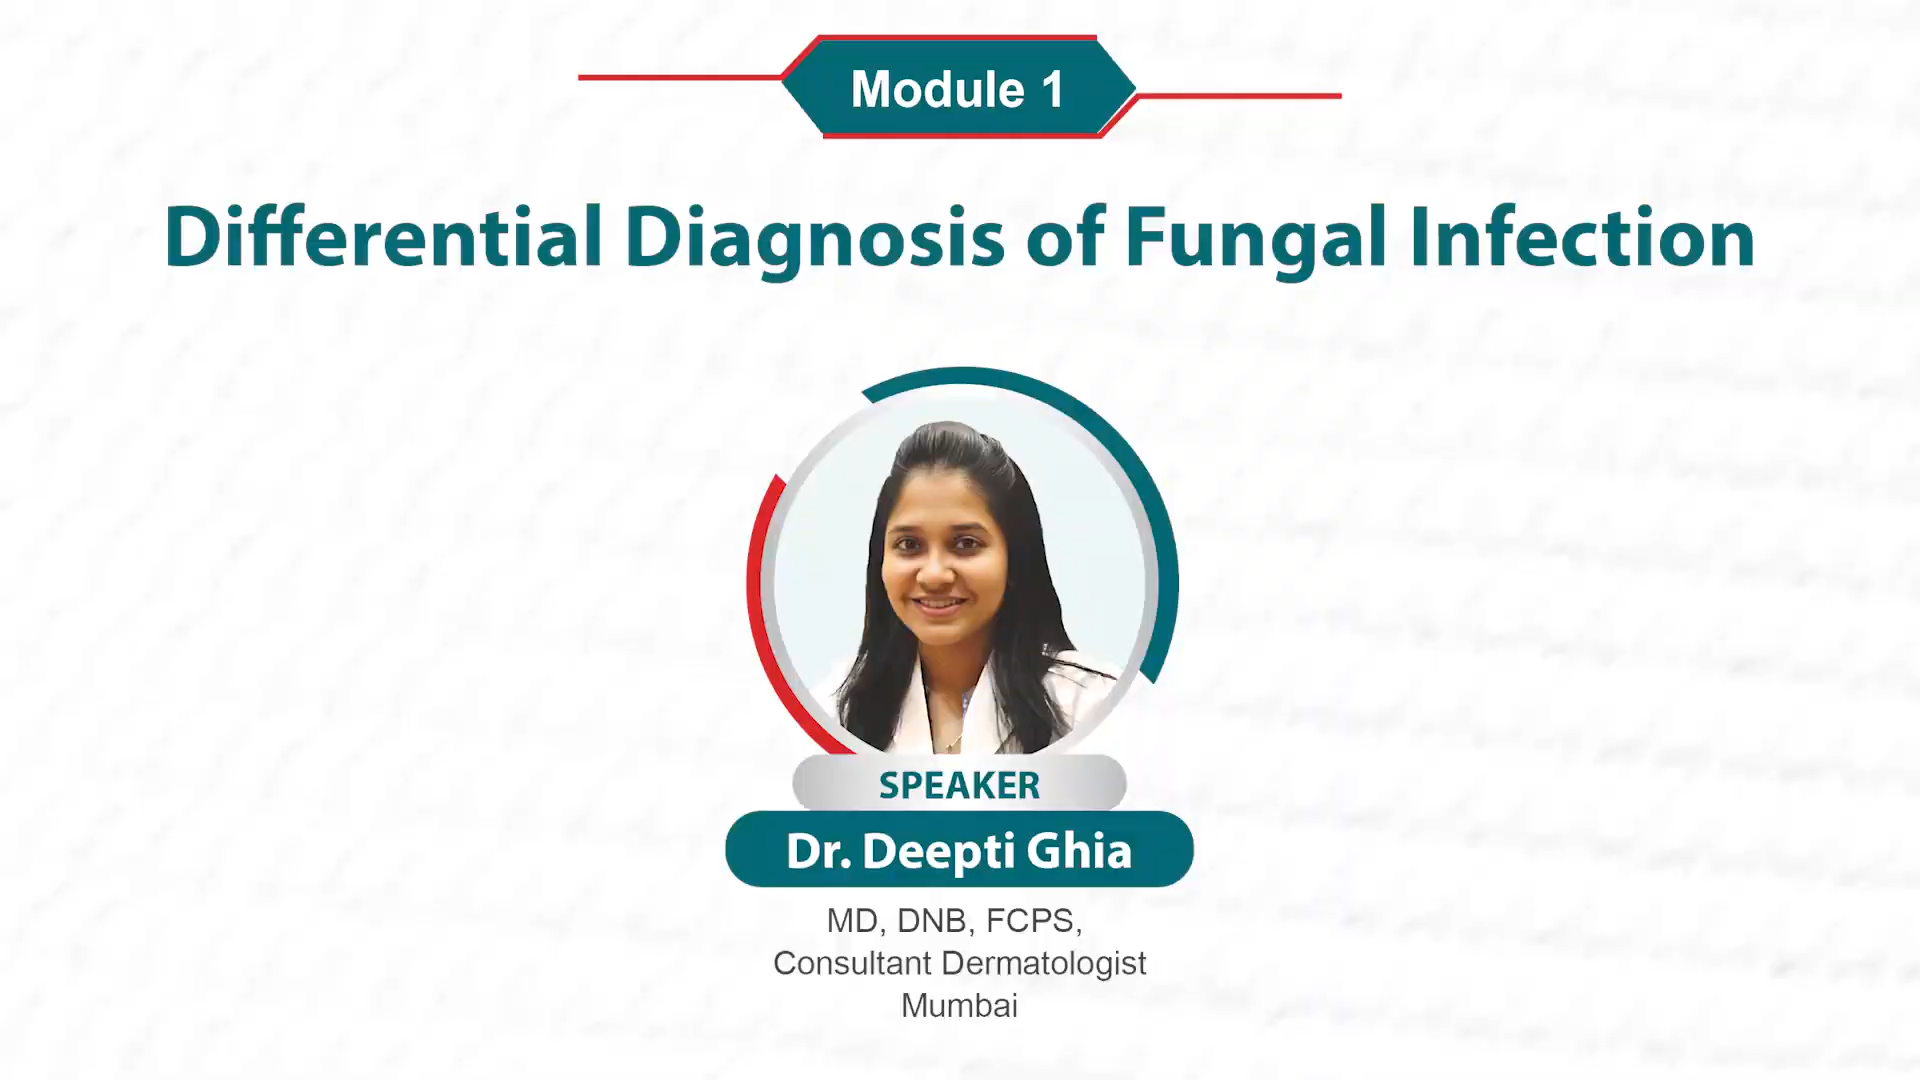 Module 1
Differential Diagnosis of Fungal Infection
SPEAKER
Dr. Deepti Ghia
MD, DNB, FCPS,
Consultant Dermatologist
Mumbai